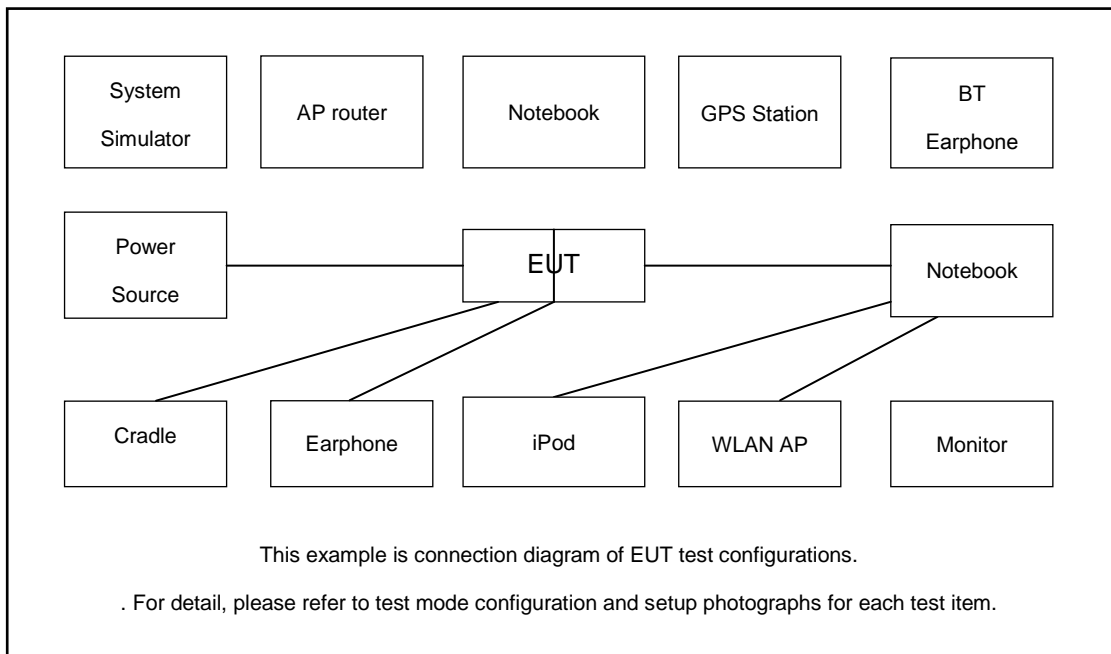 System
Simulator
AP router
Notebook
GPS Station
BT
Earphone
Power
Source
EUT
Notebook
Cradle
Earphone
iPod
WLAN AP
Monitor
This example is connection diagram of EUT test configurations.
. For detail, please refer to test mode configuration and setup photographs for each test item.